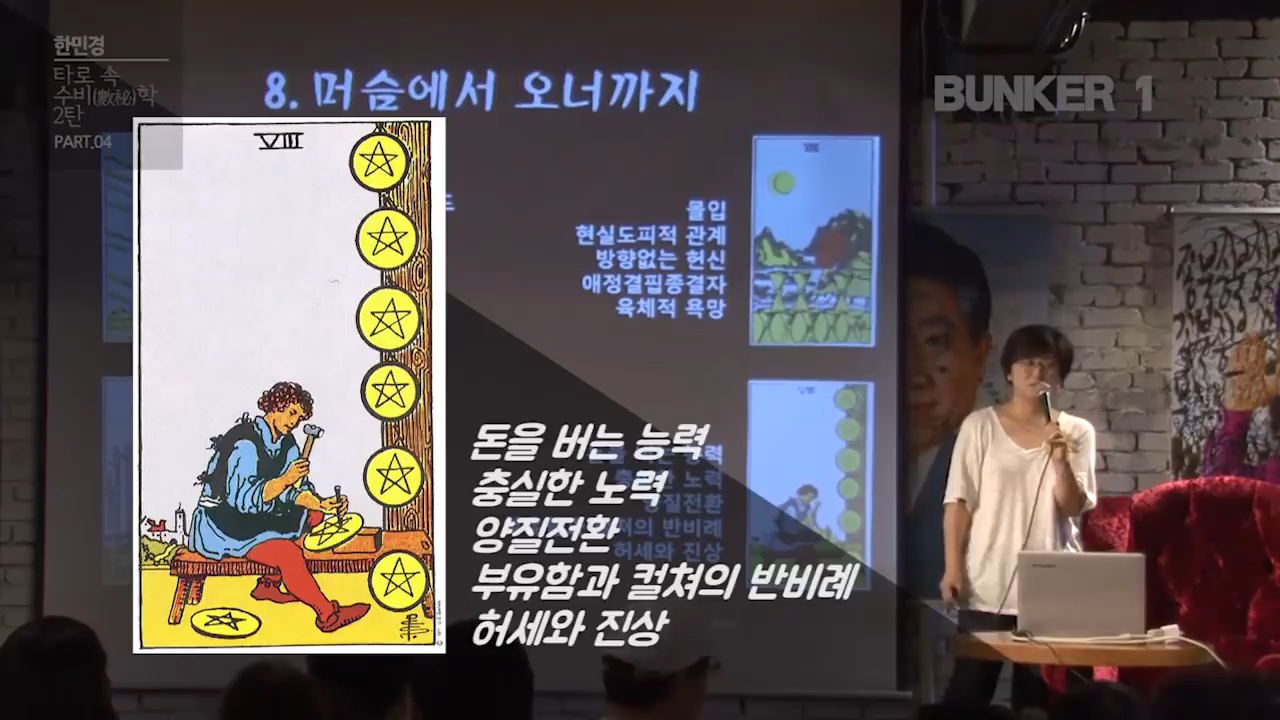 한민경
타로 속
수비(數秘)학
2탄
PART.04
8. 머슴에서 오너까지
BUNKER 1
VIII
몰입
현실도피적 관계
방향없는 헌신
애정결핍종결자
육체적 욕망
돈을 버는 능력
충실한 노력
양질전환
부유함과 컬쳐의 반비례
허세와 진상